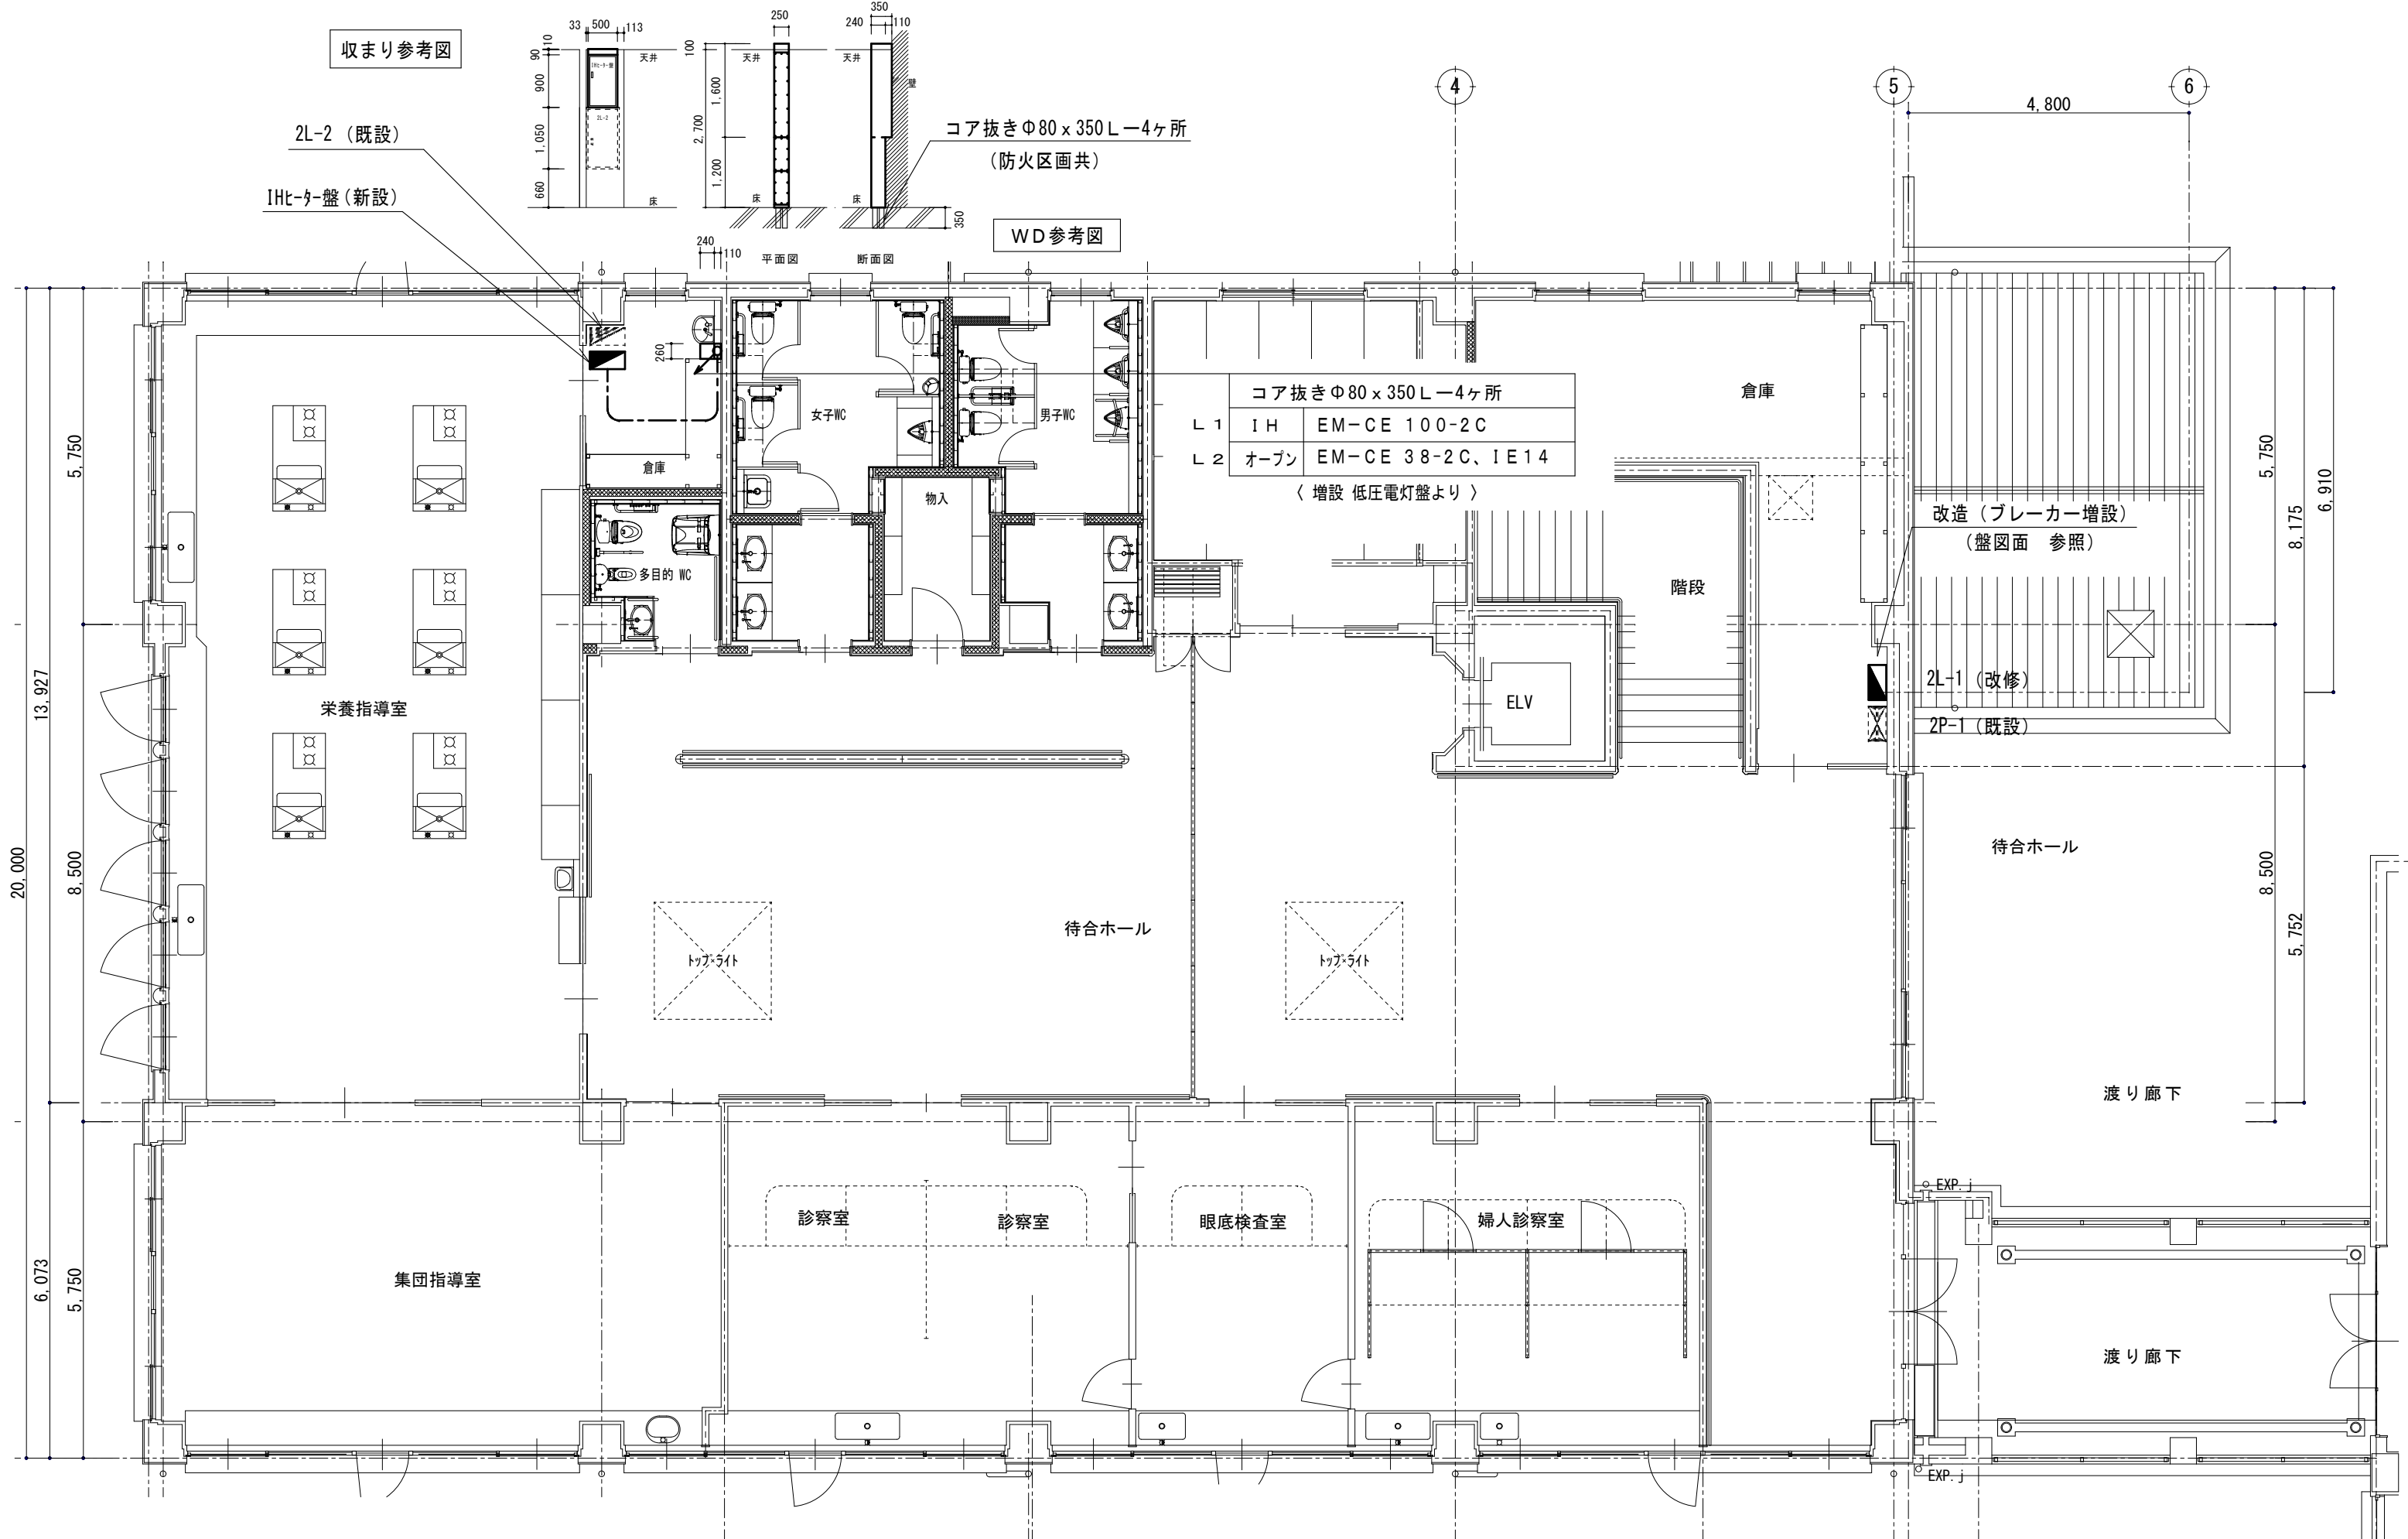 収まり参考図
33 500 113
10
90
900
1,050
660
IHヒーター盤
2L-2
天井
床
250
100
1,600
2,700
1,200
天井
床
350
240 110
天井
壁
床
350
平面図
断面図
コア抜きΦ80x350Lー4ヶ所
(防火区画共)
WD参考図
2L-2 (既設)
IHヒーター盤(新設)
240
110
260
4
5
6
4,800
コア抜きΦ80x350Lー4ヶ所
L1 IH EM-CE 100-2C
L2 オーブン EM-CE 38-2C、IE14
〈 増設 低圧電灯盤より 〉
女子WC
男子WC
倉庫
倉庫
物入
多目的 WC
階段
ELV
改造(ブレーカー増設)
(盤図面 参照)
2L-1 (改修)
2P-1 (既設)
5,750
13,927
20,000
8,500
6,073
5,750
5,750
6,910
8,175
8,500
5,752
栄養指導室
待合ホール
待合ホール
トップ×ライト
トップ×ライト
渡り廊下
EXP.j
診察室
診察室
眼底検査室
婦人診察室
集団指導室
渡り廊下
EXP.j